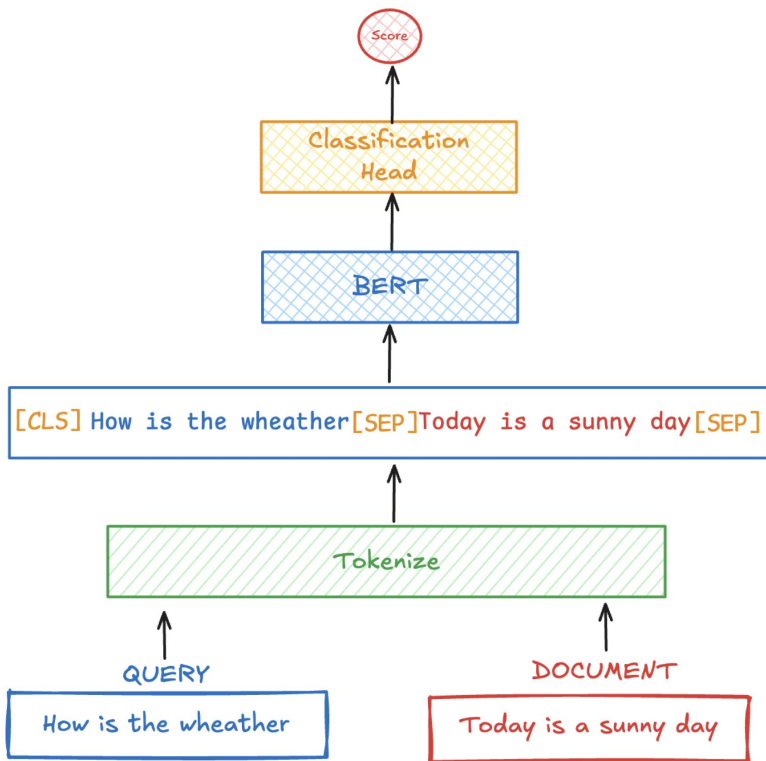 Score
Classification
Head
BERT
[CLS] How is the wheather[SEP]Today is a sunny day[SEP]
Tokenize
QUERY
DOCUMENT
How is the wheather
Today is a sunny day